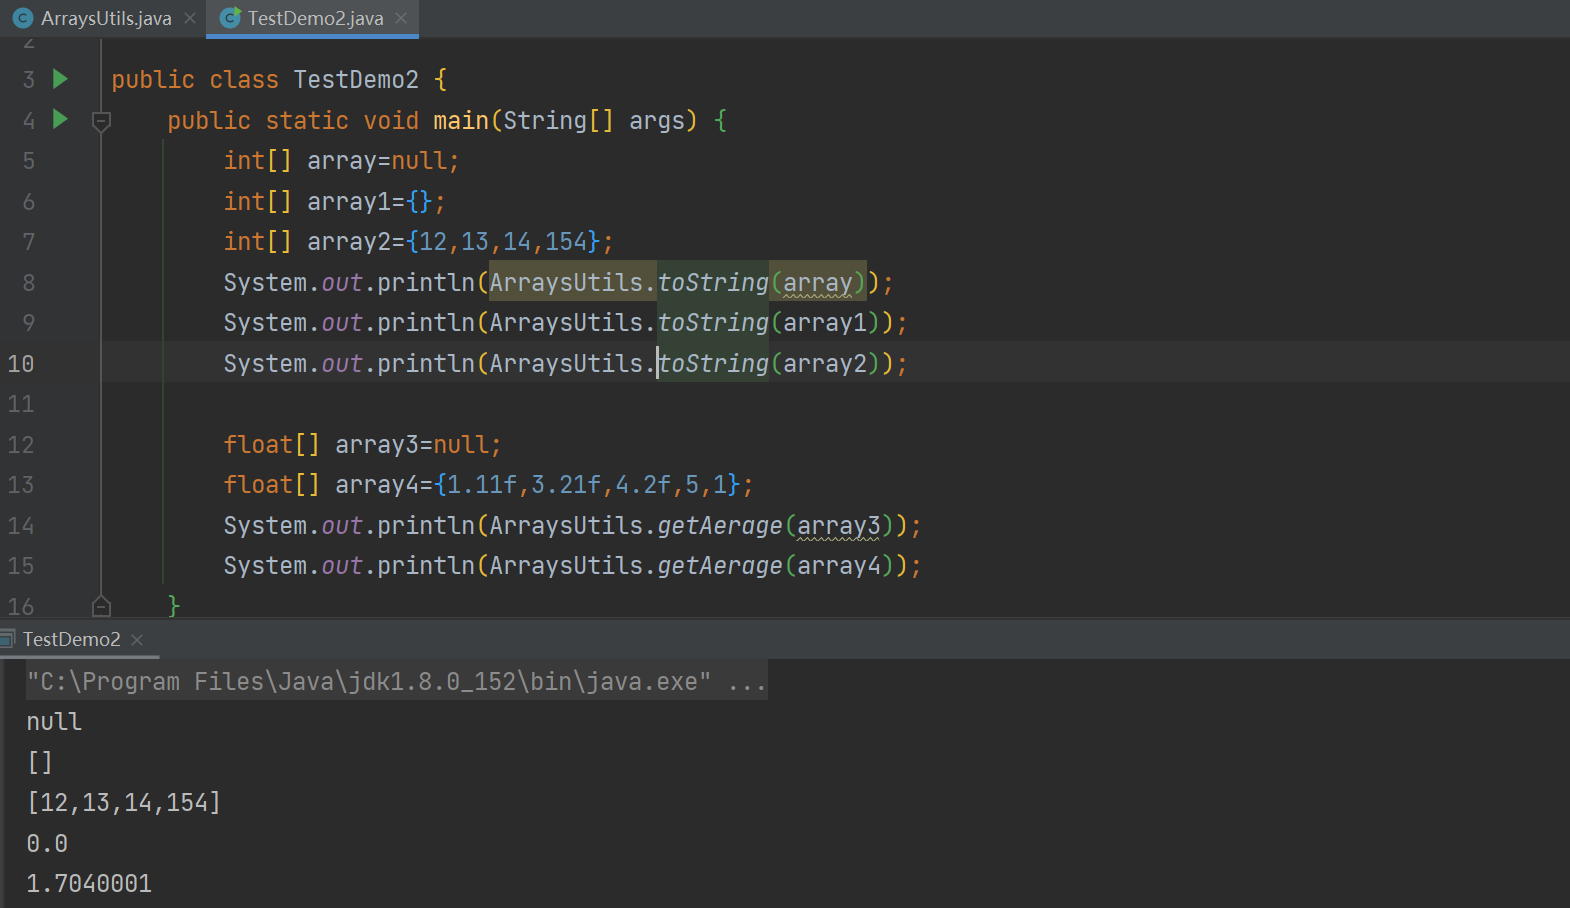 ArraysUtils.java TestDemo2.java
2
3 public class TestDemo2 {
4 public static void main(String[] args) {
5 int[] array=null;
6 int[] array1={};
7 int[] array2={12,13,14,154};
8 System.out.println(ArraysUtils.toString(array));
9 System.out.println(ArraysUtils.toString(array1));
10 System.out.println(ArraysUtils.toString(array2));
11
12 float[] array3=null;
13 float[] array4={1.11f,3.21f,4.2f,5,1};
14 System.out.println(ArraysUtils.getAerage(array3));
15 System.out.println(ArraysUtils.getAerage(array4));
16 }
TestDemo2
"C:\Program Files\Java\jdk1.8.0_152\bin\java.exe" ...
null
[]
[12,13,14,154]
0.0
1.7040001